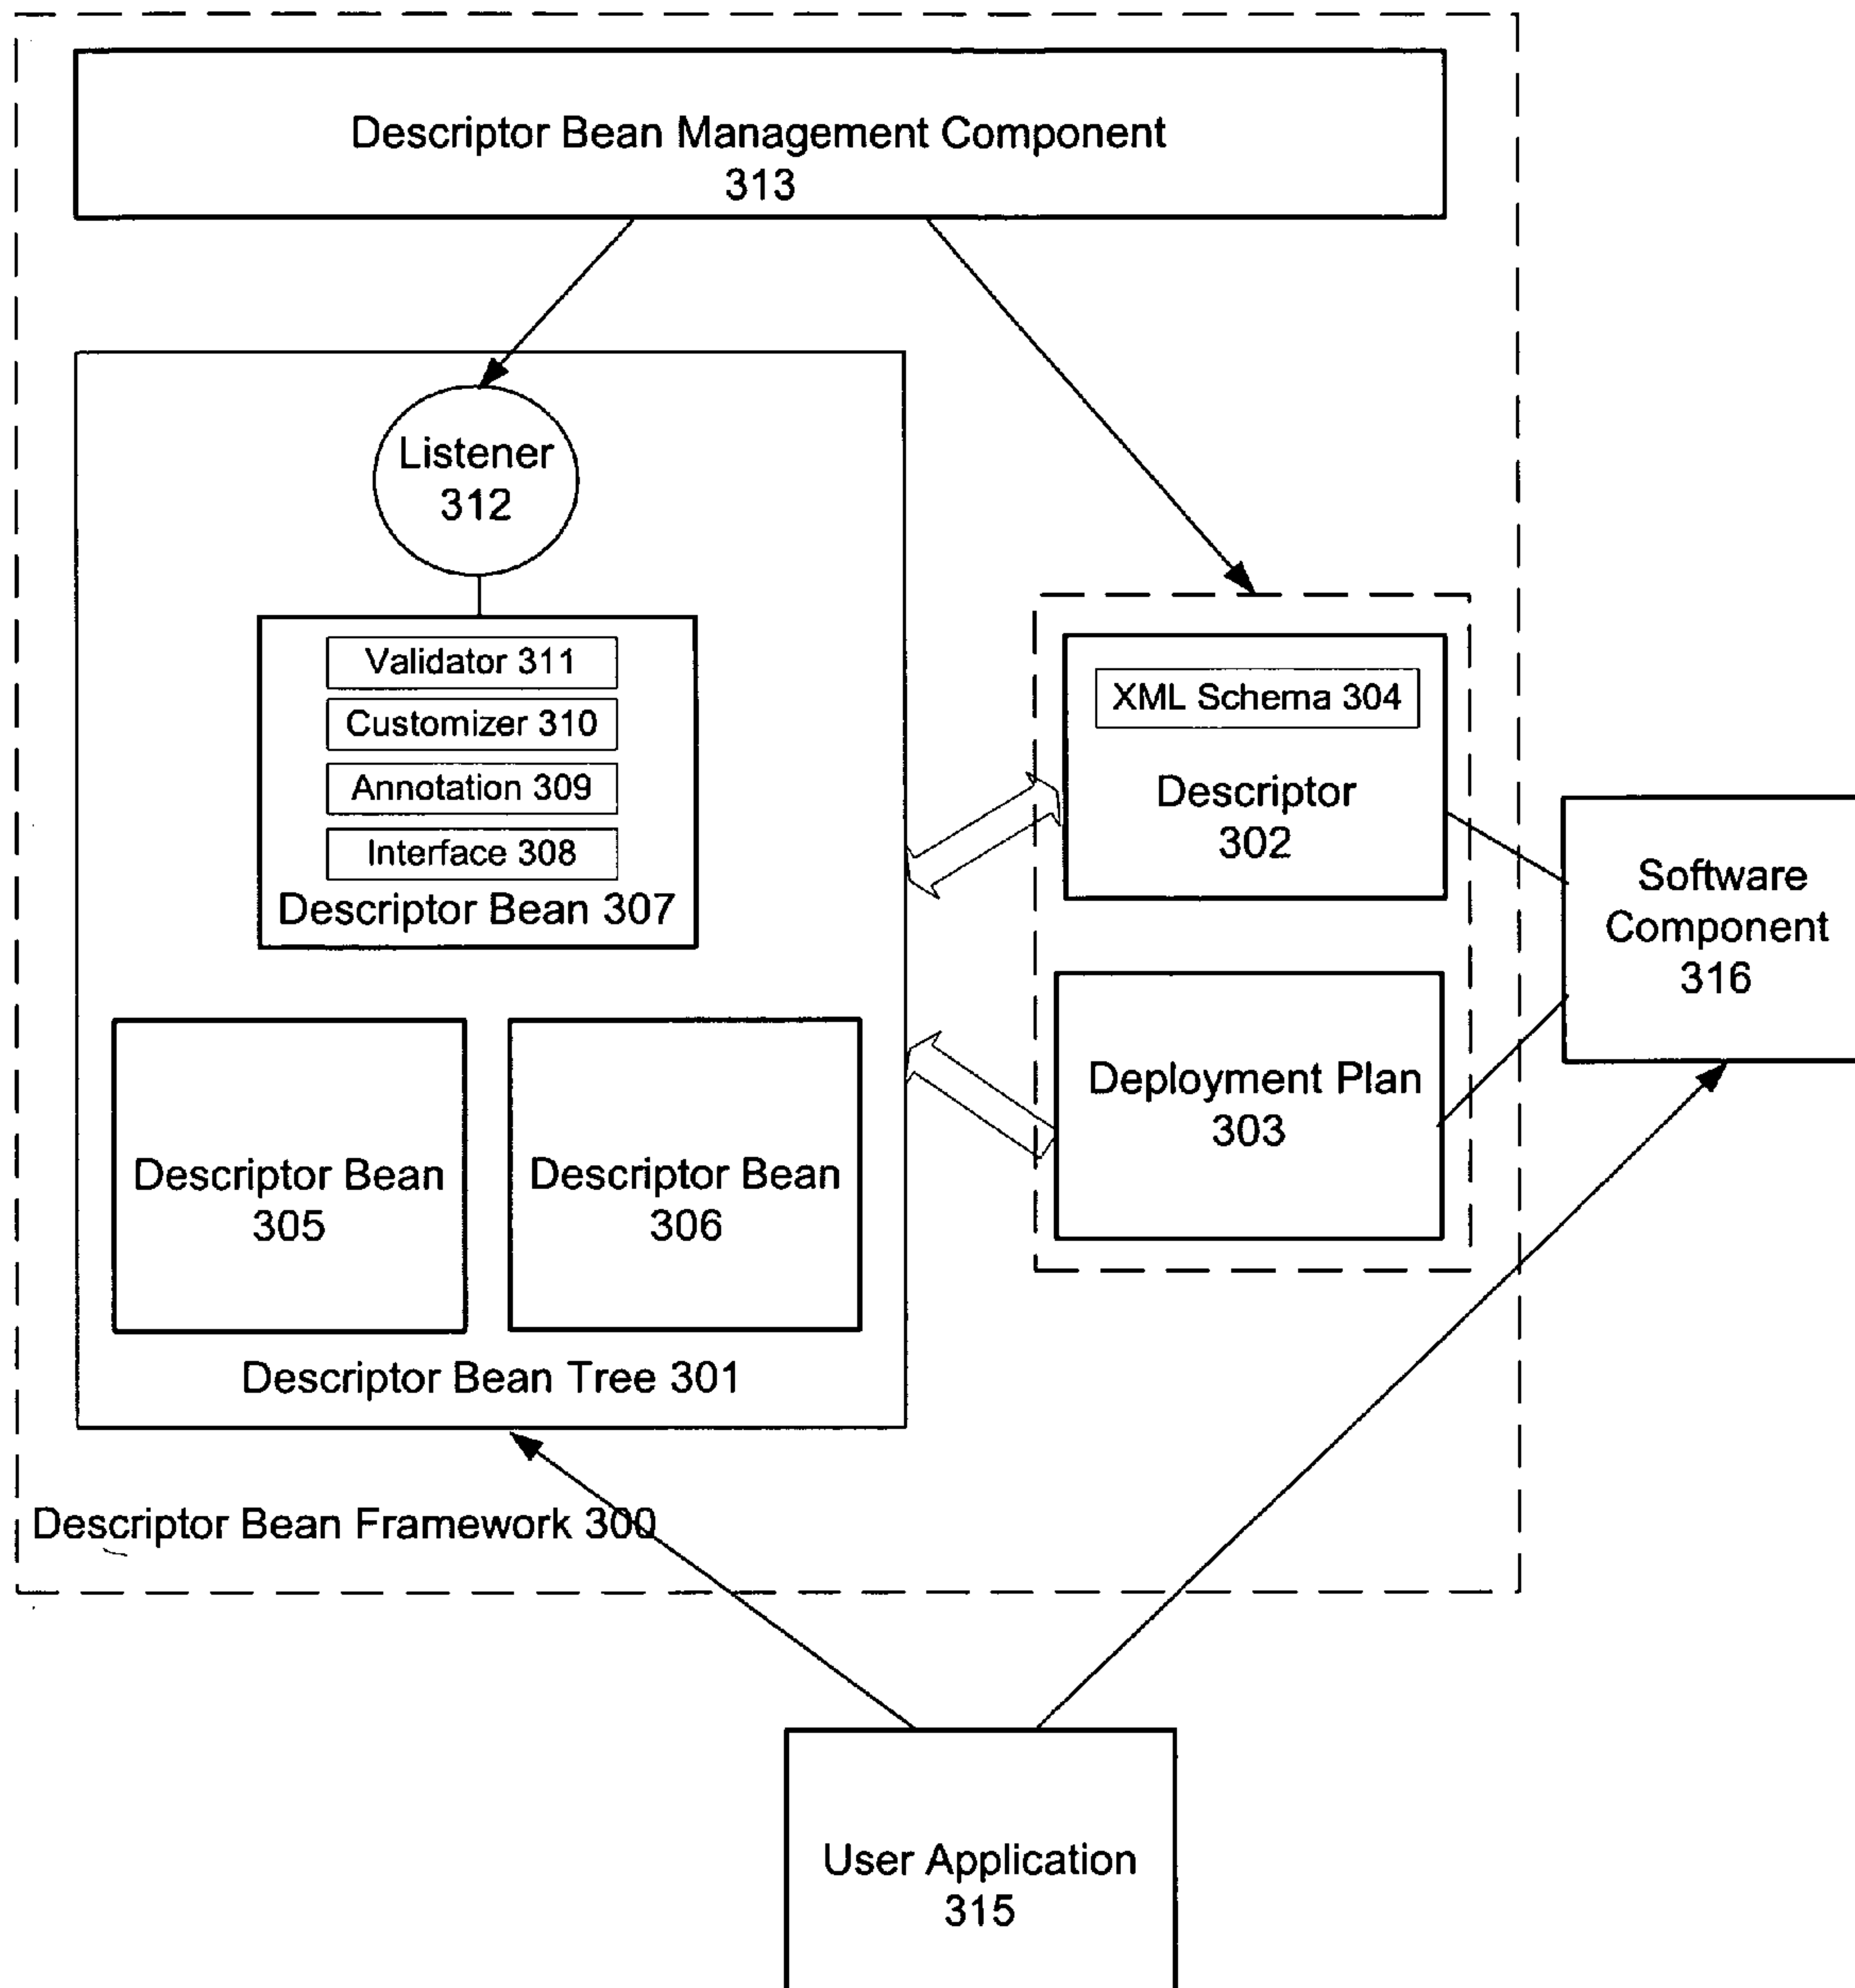 Descriptor Bean Management Component
313
Listener
312
Validator 311
Customizer 310
Annotation 309
Interface 308
Descriptor Bean 307
XML Schema 304
Descriptor
302
Software
Component
316
Deployment Plan
303
Descriptor Bean
305
Descriptor Bean
306
Descriptor Bean Tree 301
Descriptor Bean Framework 300
User Application
315